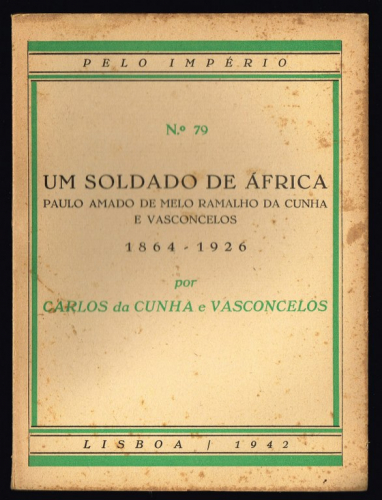 PELO IMPÉRIO
N.º 79
UM SOLDADO DE ÁFRICA
PAULO AMADO DE MELO RAMALHO DA CUNHA
E VASCONCELOS
1864 - 1926
por
CARLOS da CUNHA e VASCONCELOS
LISBOA / 1942